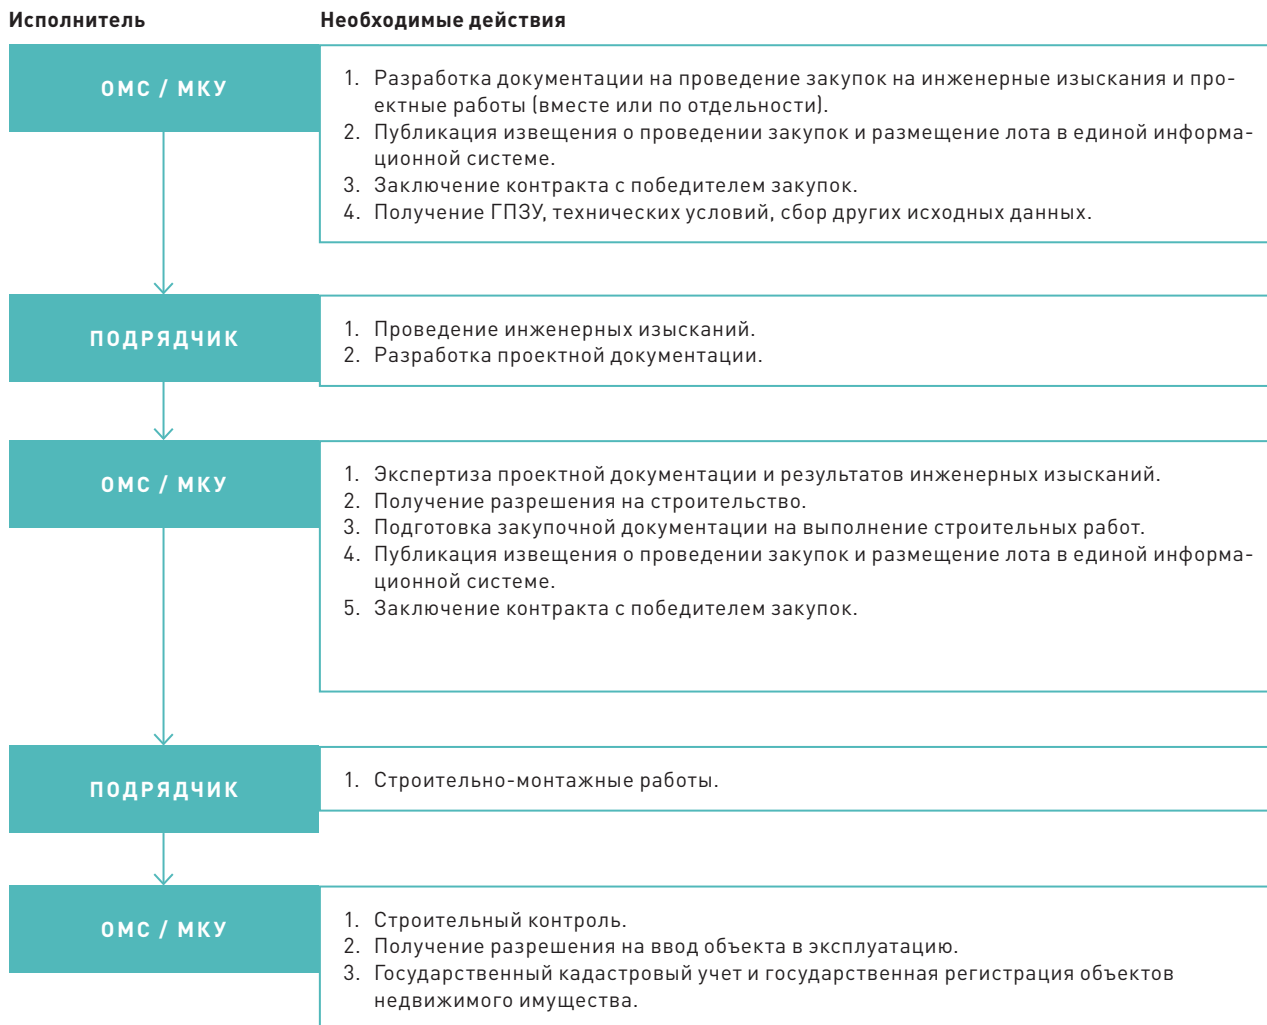 Исполнитель
Необходимые действия
ОМС / МКУ
1. Разработка документации на проведение закупок на инженерные изыскания и про-
ектные работы (вместе или по отдельности).
2. Публикация извещения о проведении закупок и размещение лота в единой информа-
ционной системе.
3. Заключение контракта с победителем закупок.
4. Получение ГПЗУ, технических условий, сбор других исходных данных.
ПОДРЯДЧИК
1. Проведение инженерных изысканий.
2. Разработка проектной документации.
ОМС / МКУ
1. Экспертиза проектной документации и результатов инженерных изысканий.
2. Получение разрешения на строительство.
3. Подготовка закупочной документации на выполнение строительных работ.
4. Публикация извещения о проведении закупок и размещение лота в единой информа-
ционной системе.
5. Заключение контракта с победителем закупок.
ПОДРЯДЧИК
1. Строительно-монтажные работы.
ОМС / МКУ
1. Строительный контроль.
2. Получение разрешения на ввод объекта в эксплуатацию.
3. Государственный кадастровый учет и государственная регистрация объектов
недвижимого имущества.